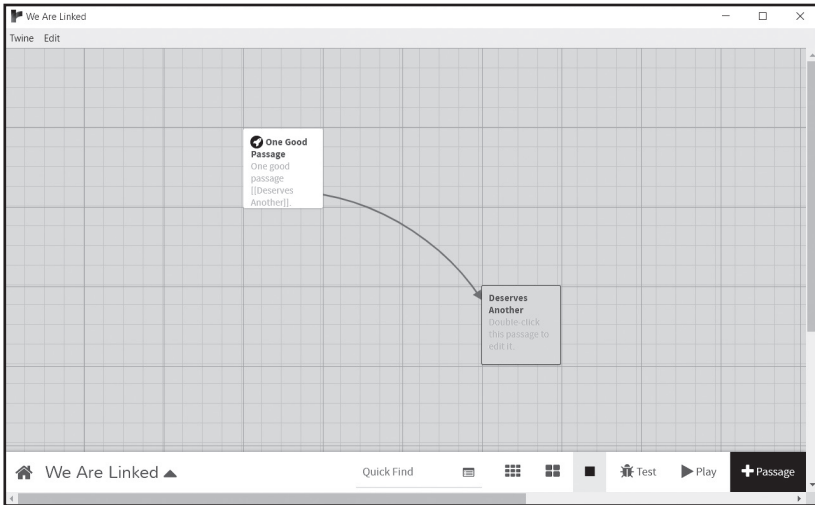 We Are Linked
Twine Edit
One Good
Passage
One good
passage
[[Deserves
Another]].
Deserves
Another
Double-click
this passage to
edit it.
We Are Linked
Quick Find
Test
Play
Passage